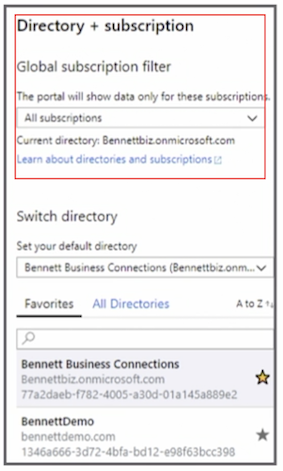 Directory + subscription
Global subscription filter
The portal will show data only for these subscriptions.
All subscriptions
Current directory: Bennettbiz.onmicrosoft.com
Learn about directories and subscriptions
Switch directory
Set your default directory
Bennett Business Connections (Bennettbiz.onm...
Favorites All Directories A to Z ↑↓
Bennett Business Connections
Bennettbiz.onmicrosoft.com
77a2daeb-f782-4005-a30d-01a145a889e2
BennettDemo
bennettdemo.com
1346a666-3d72-4bfa-bd12-e98f63bcc398